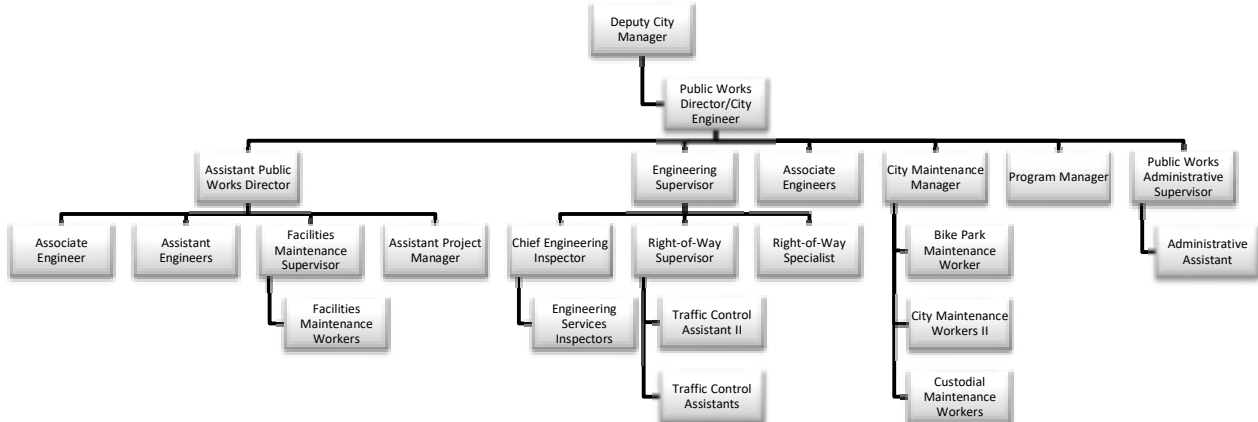 Deputy City
Manager
Public Works
Director/City
Engineer
Assistant Public
Works Director
Engineering
Supervisor
Associate
Engineers
City Maintenance
Manager
Program Manager
Public Works
Administrative
Supervisor
Associate
Engineer
Assistant
Engineers
Facilities
Maintenance
Supervisor
Assistant Project
Manager
Chief Engineering
Inspector
Right-of-Way
Supervisor
Right-of-Way
Specialist
Bike Park
Maintenance
Worker
Administrative
Assistant
Facilities
Maintenance
Workers
Engineering
Services
Inspectors
Traffic Control
Assistant II
City Maintenance
Workers II
Traffic Control
Assistants
Custodial
Maintenance
Workers